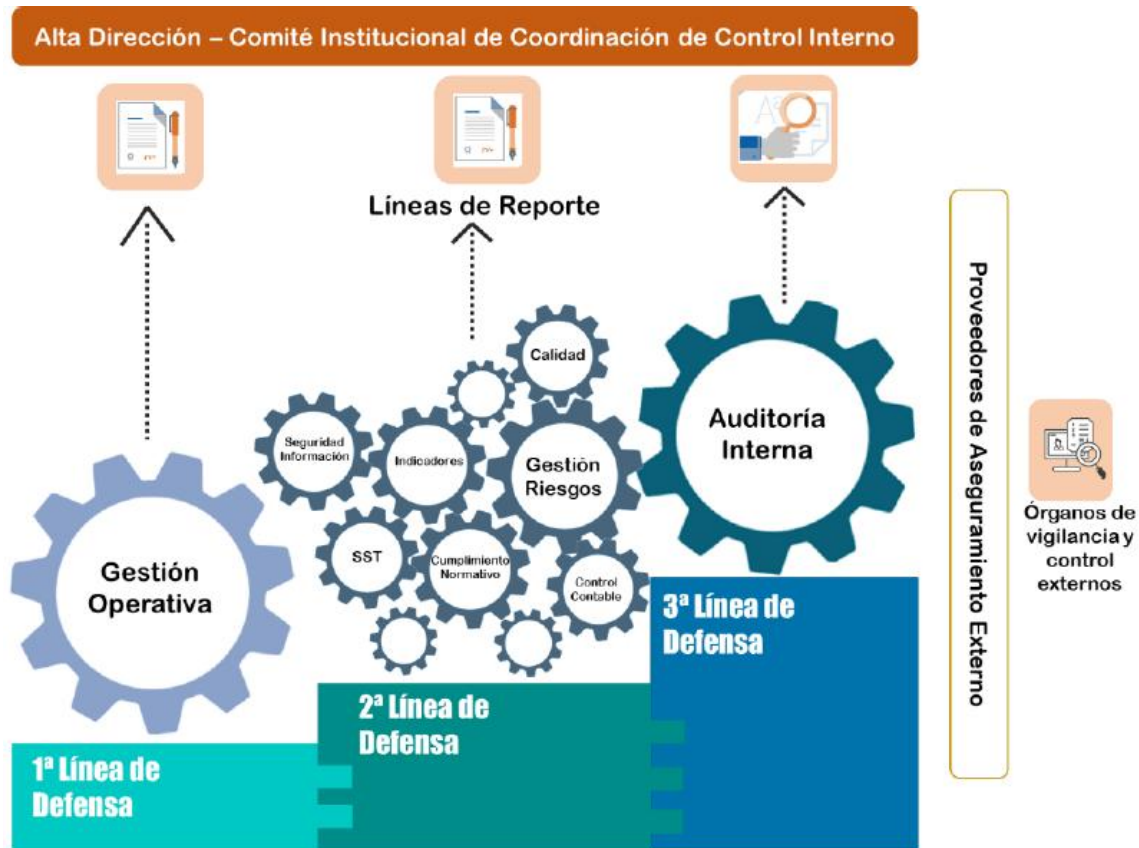 Alta Dirección – Comité Institucional de Coordinación de Control Interno
Líneas de Reporte
Calidad
Seguridad
Información
Indicadores
Gestión
Riesgos
SST
Cumplimiento
Normativo
Control
Contable
Auditoría
Interna
Gestión
Operativa
1ª Línea de
Defensa
2ª Línea de
Defensa
3ª Línea de
Defensa
Proveedores de Aseguramiento Externo
Órganos de
vigilancia y
control
externos